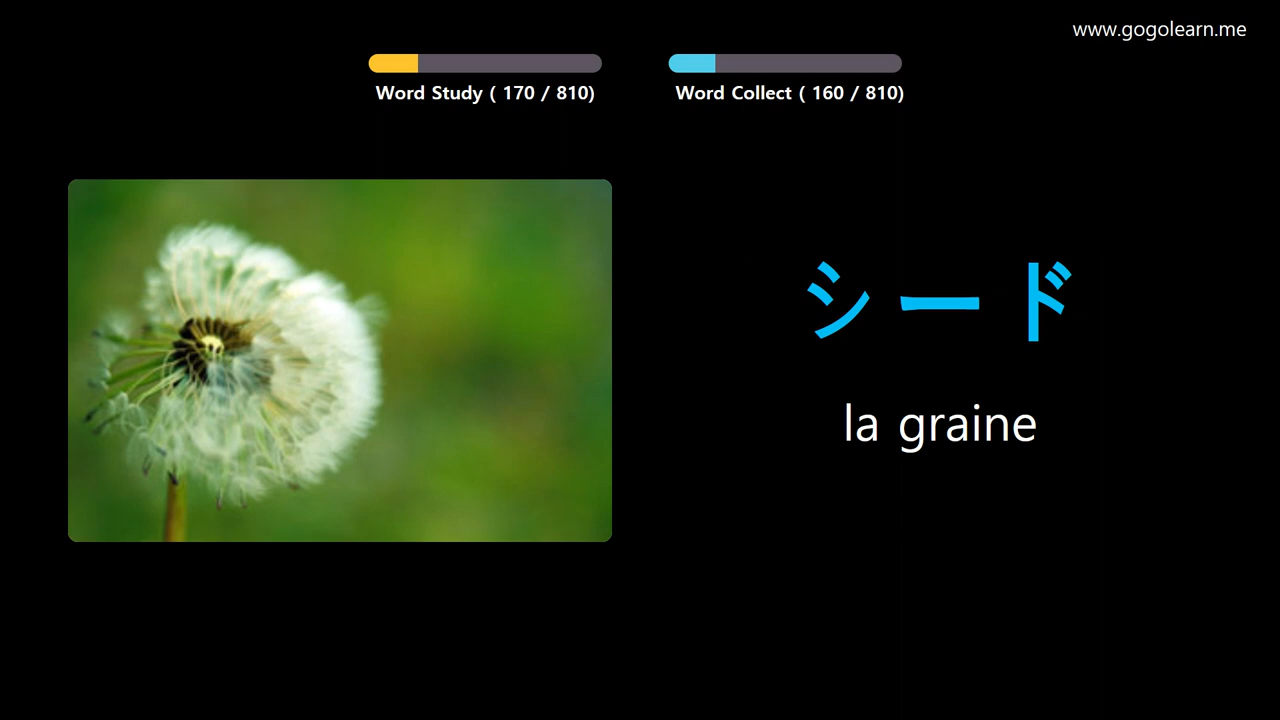 www.gogolearn.me
Word Study ( 170 / 810)
Word Collect ( 160 / 810)
シード
la graine